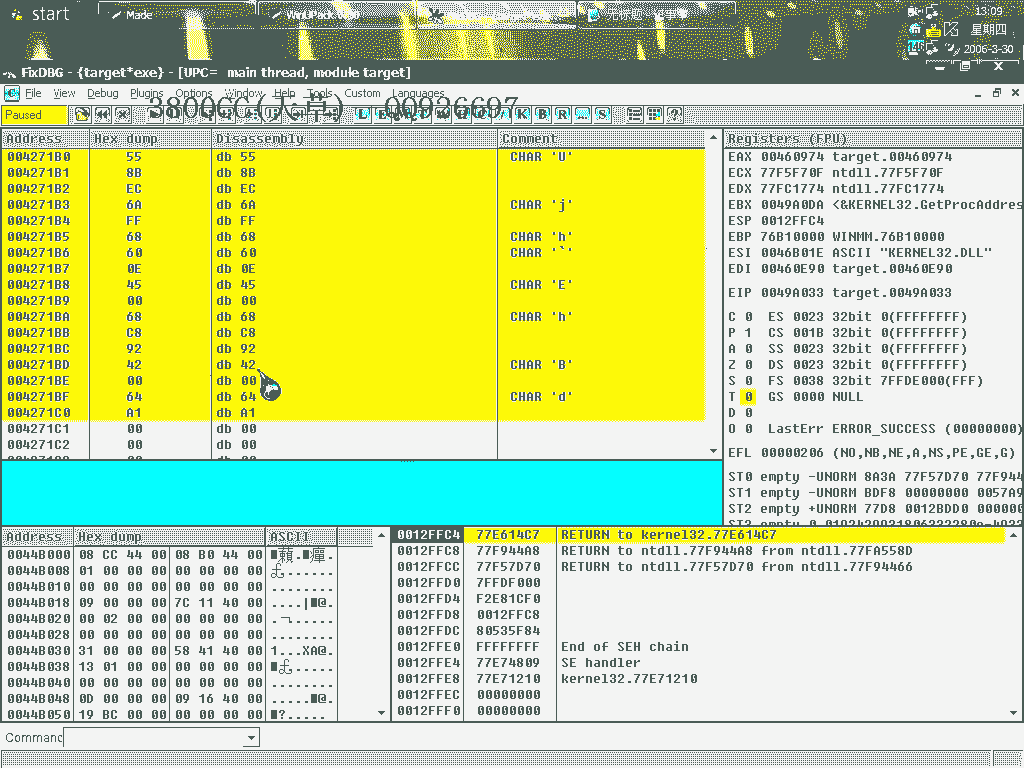 start
Made
WinUPack 0.30
13:09
星期四
146
2006-3-30
FixDBG - {target*exe} - [UPC= main thread, module target]
File View Debug Plugins Options Window Help Tools Custom Languages
3800CC(天草) 00926697
Paused
K B R ... S
Address Hex dump Disassembly Comment
004271B0 55 db 55 CHAR 'U'
004271B1 8B db 8B
004271B2 EC db EC
004271B3 6A db 6A CHAR 'j'
004271B4 FF db FF
004271B5 68 db 68 CHAR 'h'
004271B6 60 db 60 CHAR '`'
004271B7 0E db 0E
004271B8 45 db 45 CHAR 'E'
004271B9 00 db 00
004271BA 68 db 68 CHAR 'h'
004271BB C8 db C8
004271BC 92 db 92
004271BD 42 db 42 CHAR 'B'
004271BE 00 db 00
004271BF 64 db 64 CHAR 'd'
004271C0 A1 db A1
004271C1 00 db 00
004271C2 00 db 00
Registers (FPU)
EAX 00460974 target.00460974
ECX 77F5F70F ntdll.77F5F70F
EDX 77FC1774 ntdll.77FC1774
EBX 0049A0DA <&KERNEL32.GetProcAddres
ESP 0012FFC4
EBP 76B10000 WINMM.76B10000
ESI 0046B01E ASCII "KERNEL32.DLL"
EDI 00460E90 target.00460E90
EIP 0049A033 target.0049A033
C 0 ES 0023 32bit 0(FFFFFFFF)
P 1 CS 001B 32bit 0(FFFFFFFF)
A 0 SS 0023 32bit 0(FFFFFFFF)
Z 0 DS 0023 32bit 0(FFFFFFFF)
S 0 FS 0038 32bit 7FFDE000(FFF)
T 0 GS 0000 NULL
D 0
O 0 LastErr ERROR_SUCCESS (00000000)
EFL 00000206 (NO,NB,NE,A,NS,PE,GE,G)
ST0 empty -UNORM 8A3A 77F57D70 77F944
ST1 empty -UNORM BDF8 00000000 0057A9
ST2 empty +UNORM 77D8 0012BDD0 000000
Address Hex dump ASCII
0044B000 08 CC 44 00 08 B0 44 00
0044B008 01 00 00 00 00 00 00 00
0044B010 00 00 00 00 00 00 00 00 ........
0044B018 09 00 00 00 7C 11 40 00 ....|■@.
0044B020 00 02 00 00 00 00 00 00 .¬......
0044B028 00 00 00 00 00 00 00 00 ........
0044B030 31 00 00 00 58 41 40 00 1...XA@.
0044B038 13 01 00 00 00 00 00 00
0044B040 00 00 00 00 00 00 00 00 ........
0044B048 0D 00 00 00 09 16 40 00 .....■@.
0044B050 19 BC 00 00 00 00 00 00 ■?.....
0012FFC4 77E614C7 RETURN to kernel32.77E614C7
0012FFC8 77F944A8 RETURN to ntdll.77F944A8 from ntdll.77FA558D
0012FFCC 77F57D70 RETURN to ntdll.77F57D70 from ntdll.77F94466
0012FFD0 7FFDF000
0012FFD4 F2E81CF0
0012FFD8 0012FFC8
0012FFDC 80535F84
0012FFE0 FFFFFFFF End of SEH chain
0012FFE4 77E74809 SE handler
0012FFE8 77E71210 kernel32.77E71210
0012FFEC 00000000
0012FFF0 00000000
Command